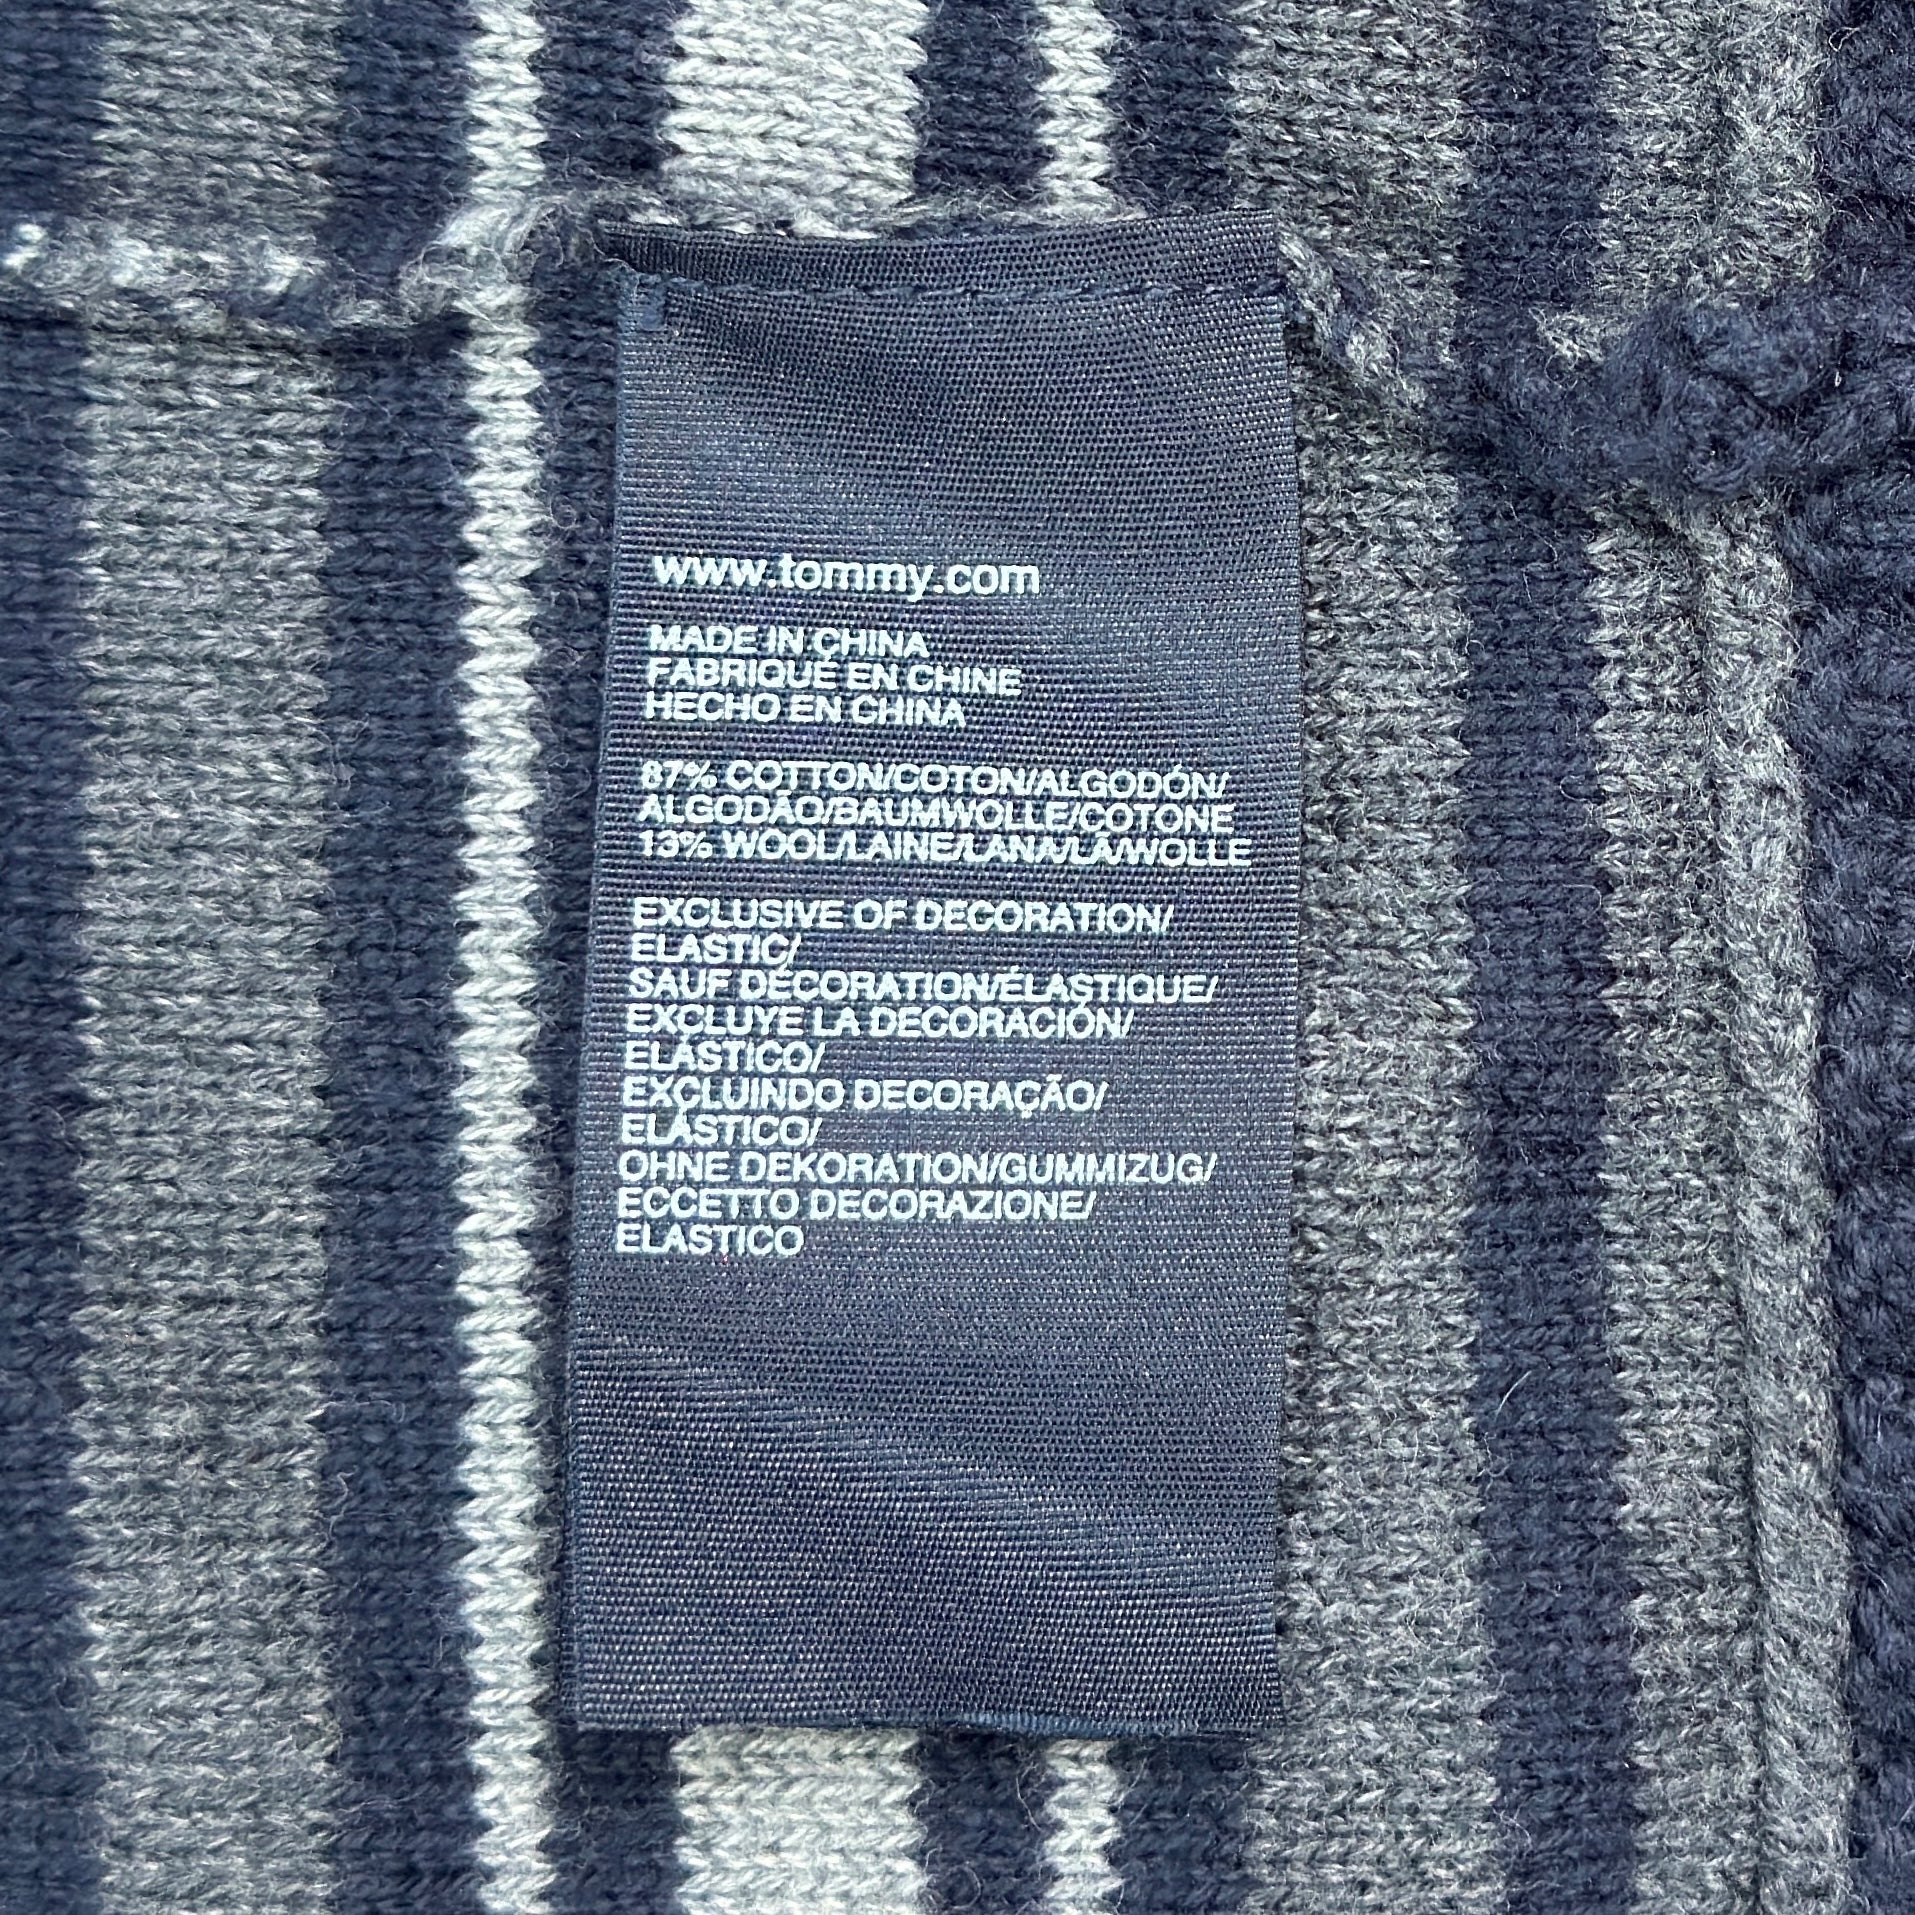 www.tommy.com
MADE IN CHINA
FABRIQUÉ EN CHINE
HECHO EN CHINA
87% COTTON/COTON/ALGODÓN/
ALGODÃO/BAUMWOLLE/COTONE
13% WOOL/LAINE/LANA/LÃ/WOLLE
EXCLUSIVE OF DECORATION/
ELASTIC/
SAUF DÉCORATION/ÉLASTIQUE/
EXCLUYE LA DECORACIÓN/
ELÁSTICO/
EXCLUINDO DECORAÇÃO/
ELÁSTICO/
OHNE DEKORATION/GUMMIZUG/
ECCETTO DECORAZIONE/
ELASTICO